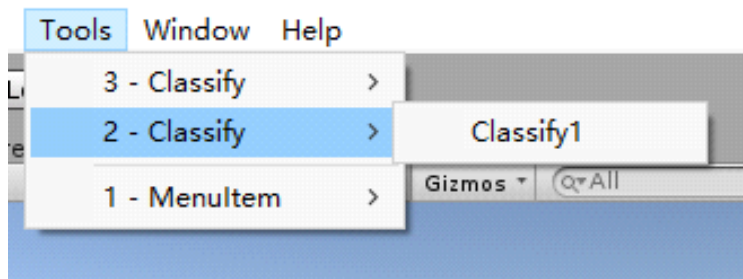 Tools Window Help
3 - Classify
2 - Classify
Classify1
1 - MenuItem
Gizmos
All